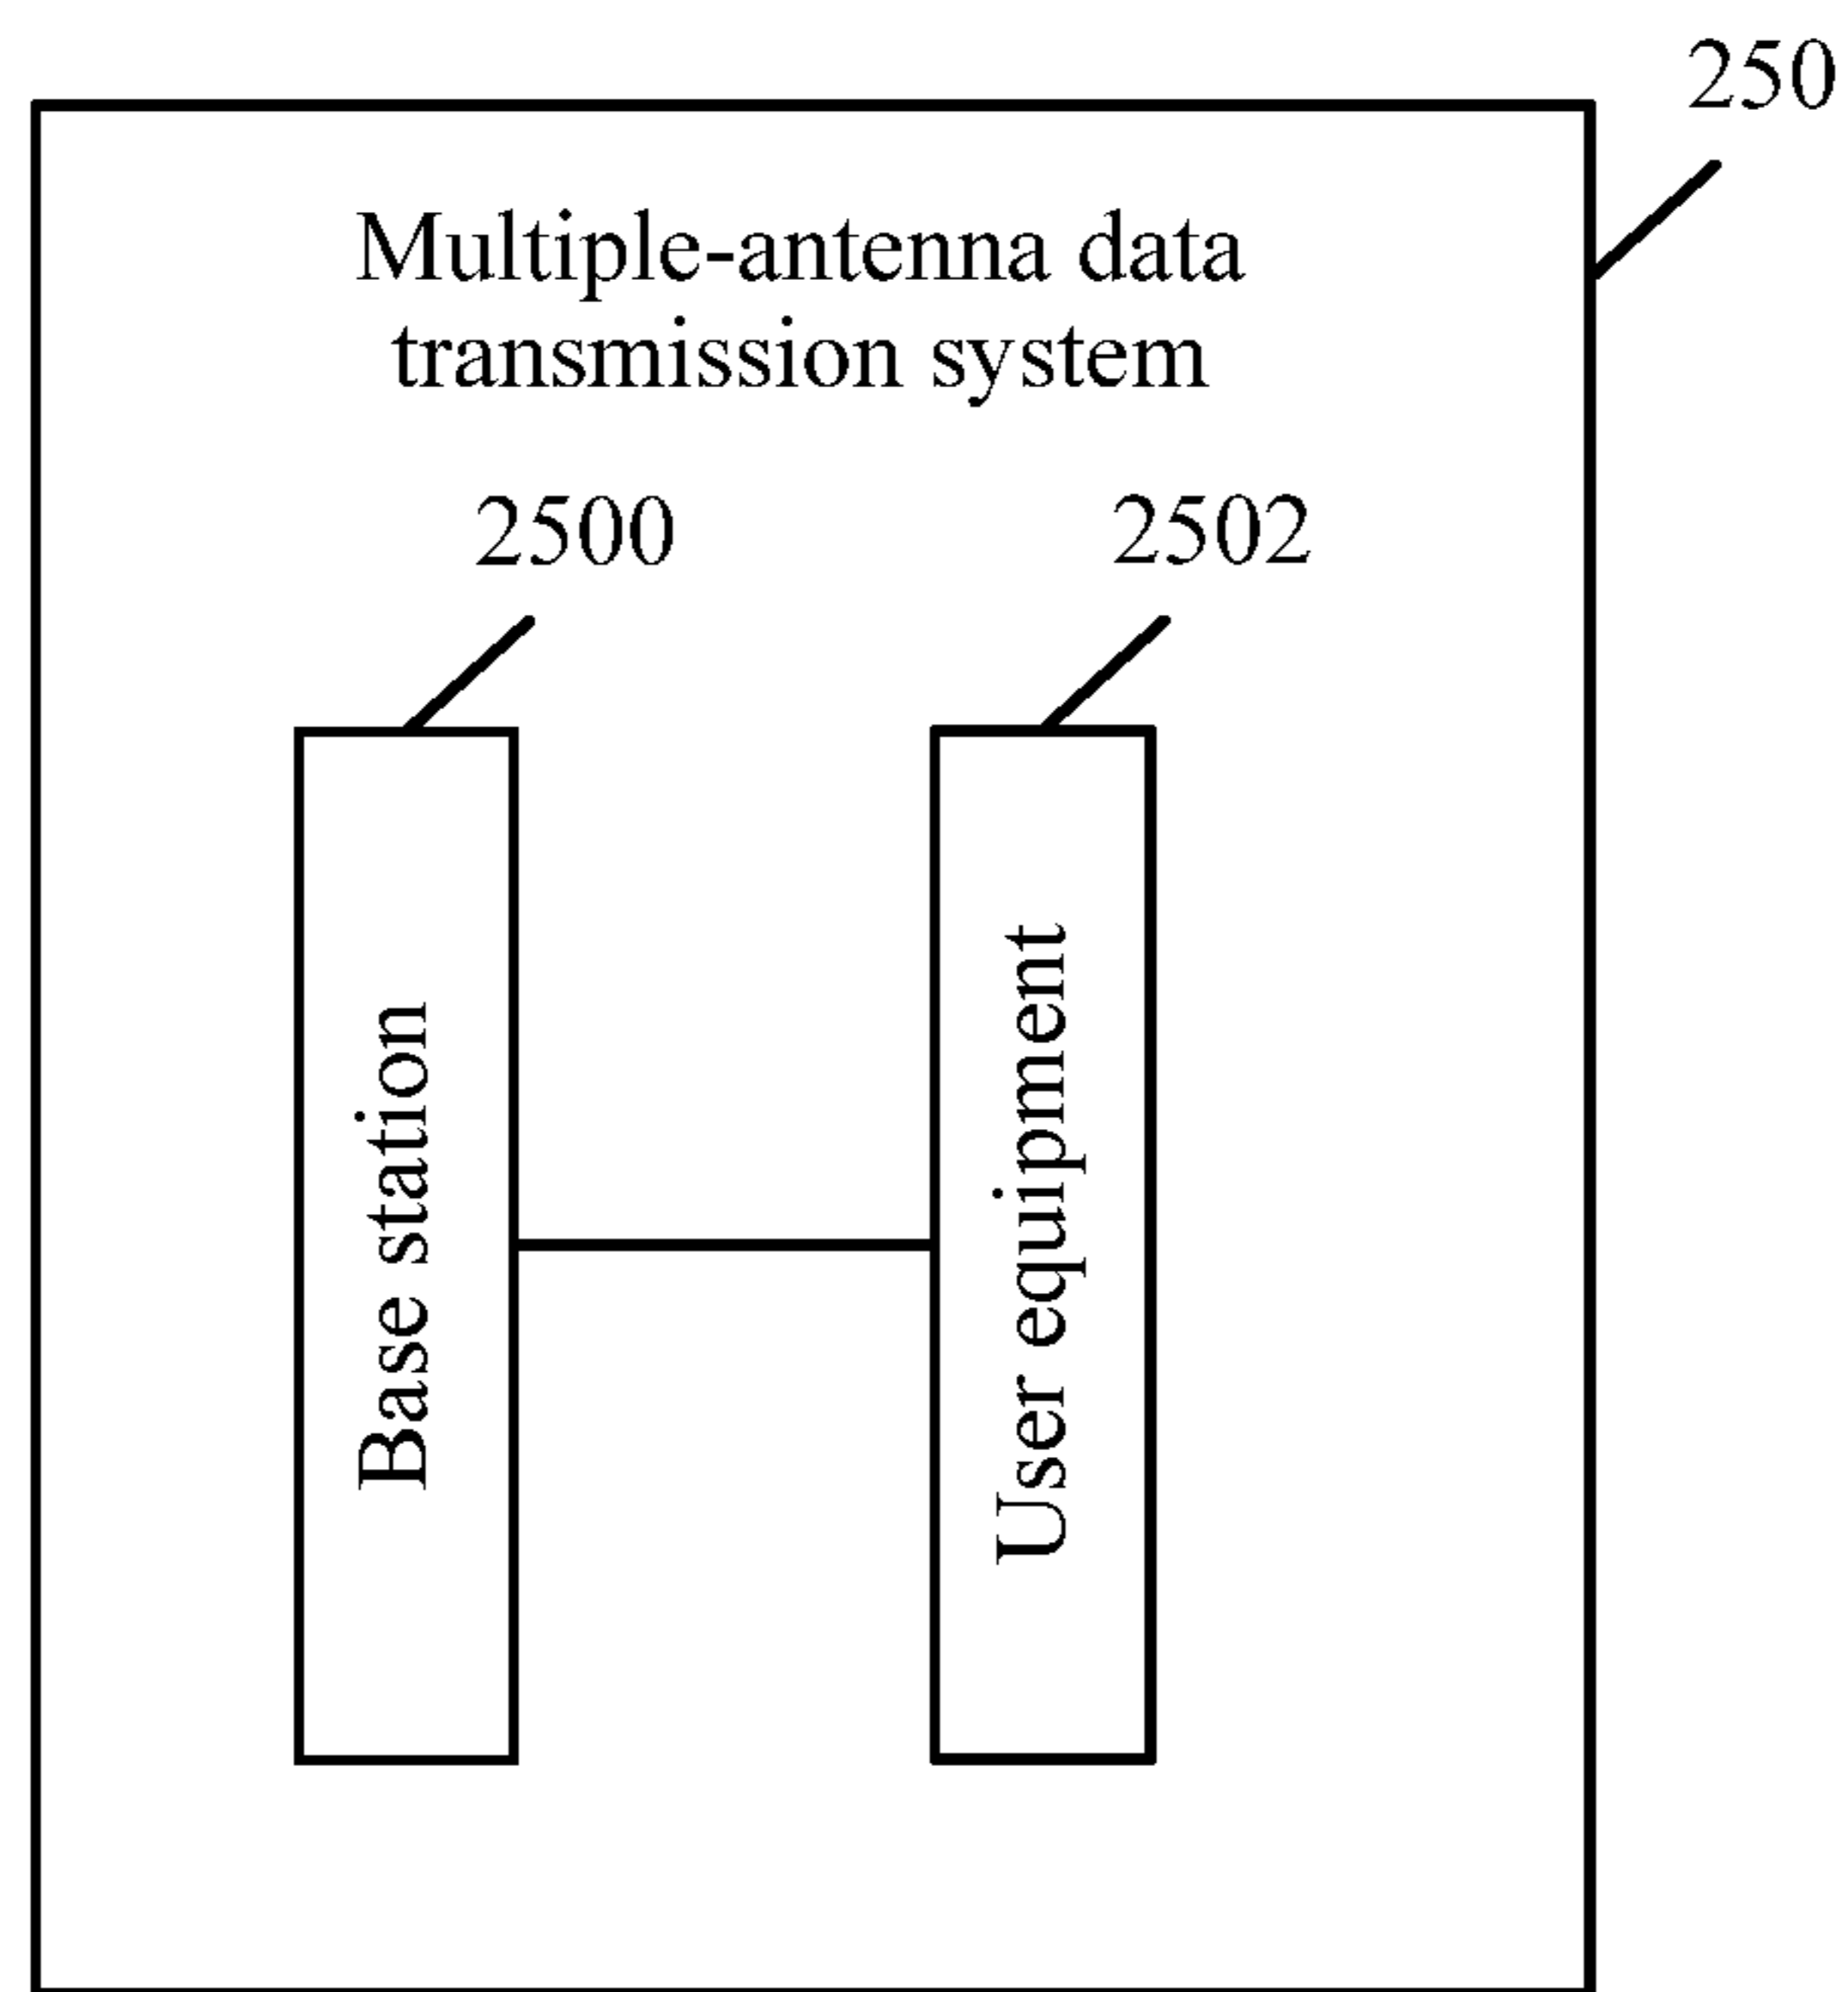 250
Multiple-antenna data
transmission system
2500
2502
Base station
User equipment